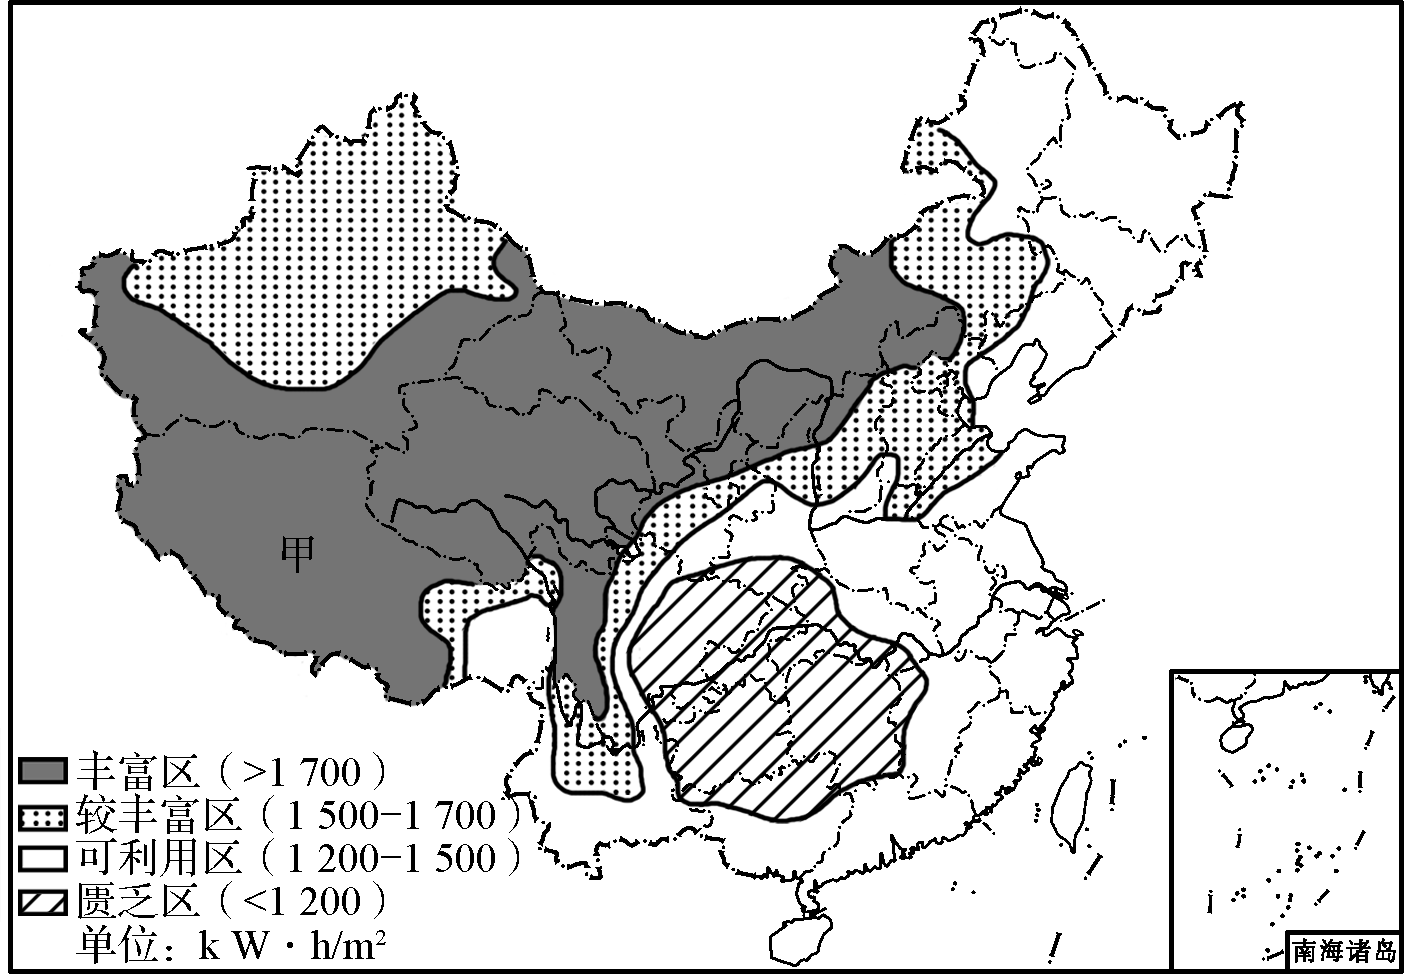 甲
丰富区（>1 700）
较丰富区（1 500-1 700）
可利用区（1 200-1 500）
匮乏区（<1 200）
单位：kW·h/m²
南海诸岛